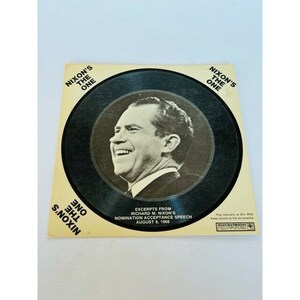 NIXON'S
THE
ONE
NIXON'S
THE
ONE
EXCERPTS FROM
RICHARD M. NIXON'S
NOMINATION ACCEPTANCE SPEECH
AUGUST 8, 1968
NIXON'S
THE
ONE